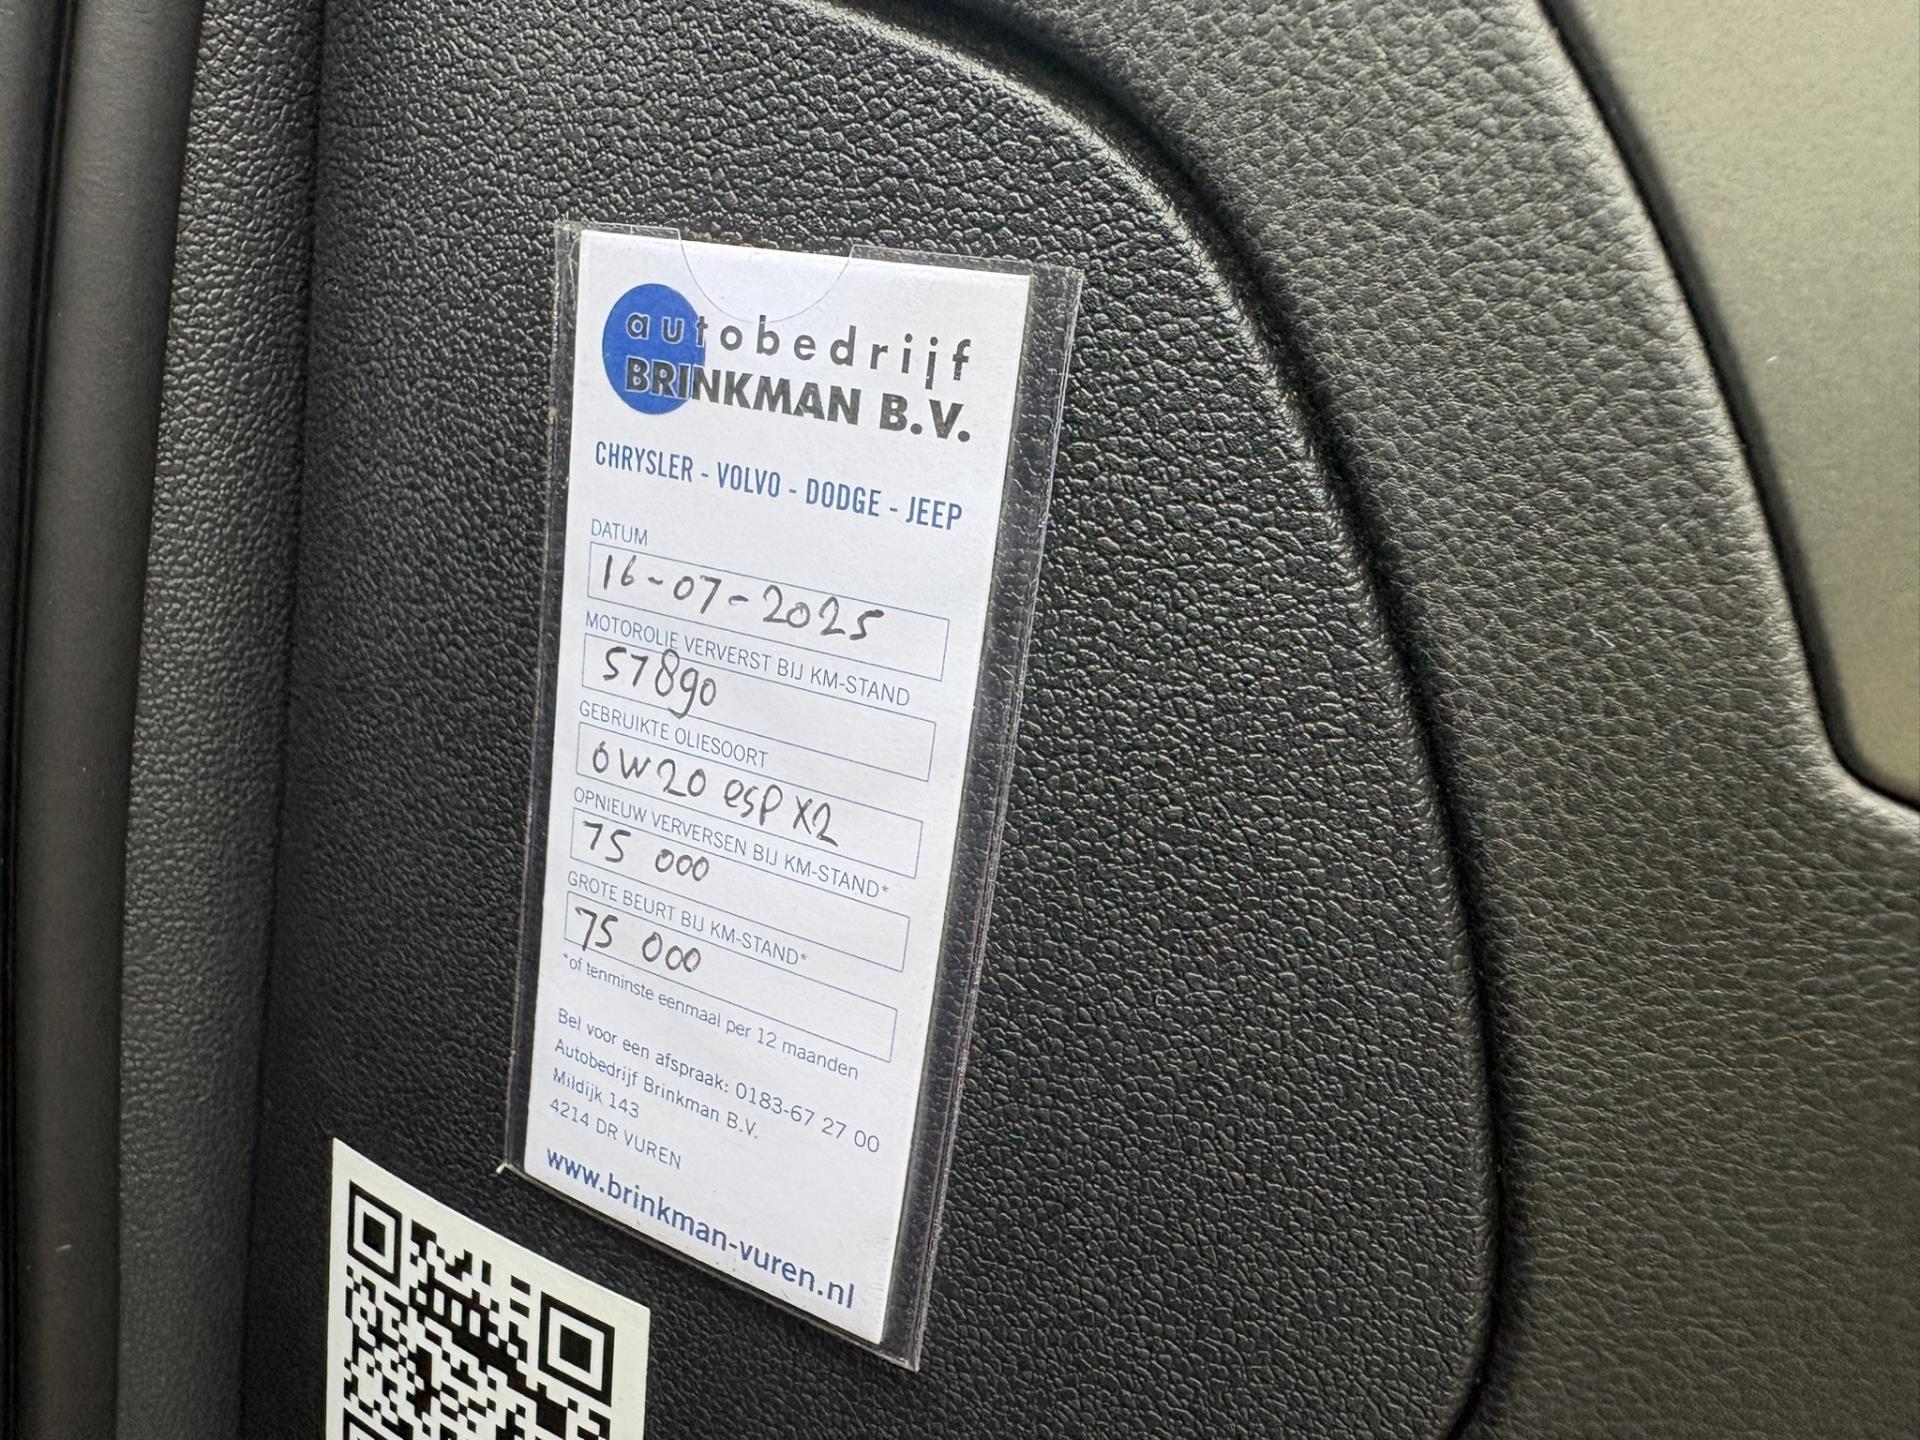 autobedrijf
BRINKMAN B.V.
CHRYSLER - VOLVO - DODGE - JEEP
DATUM
16-07-2025
MOTOROLIE VERVERST BIJ KM-STAND
57890
GEBRUIKTE OLIESOORT
0W20 esp X2
OPNIEUW VERVERSEN BIJ KM-STAND*
75 000
GROTE BEURT BIJ KM-STAND*
75 000
*of tenminste eenmaal per 12 maanden
Bel voor een afspraak: 0183-67 27 00
Autobedrijf Brinkman B.V.
Mildijk 143
4214 DR VUREN
www.brinkman-vuren.nl